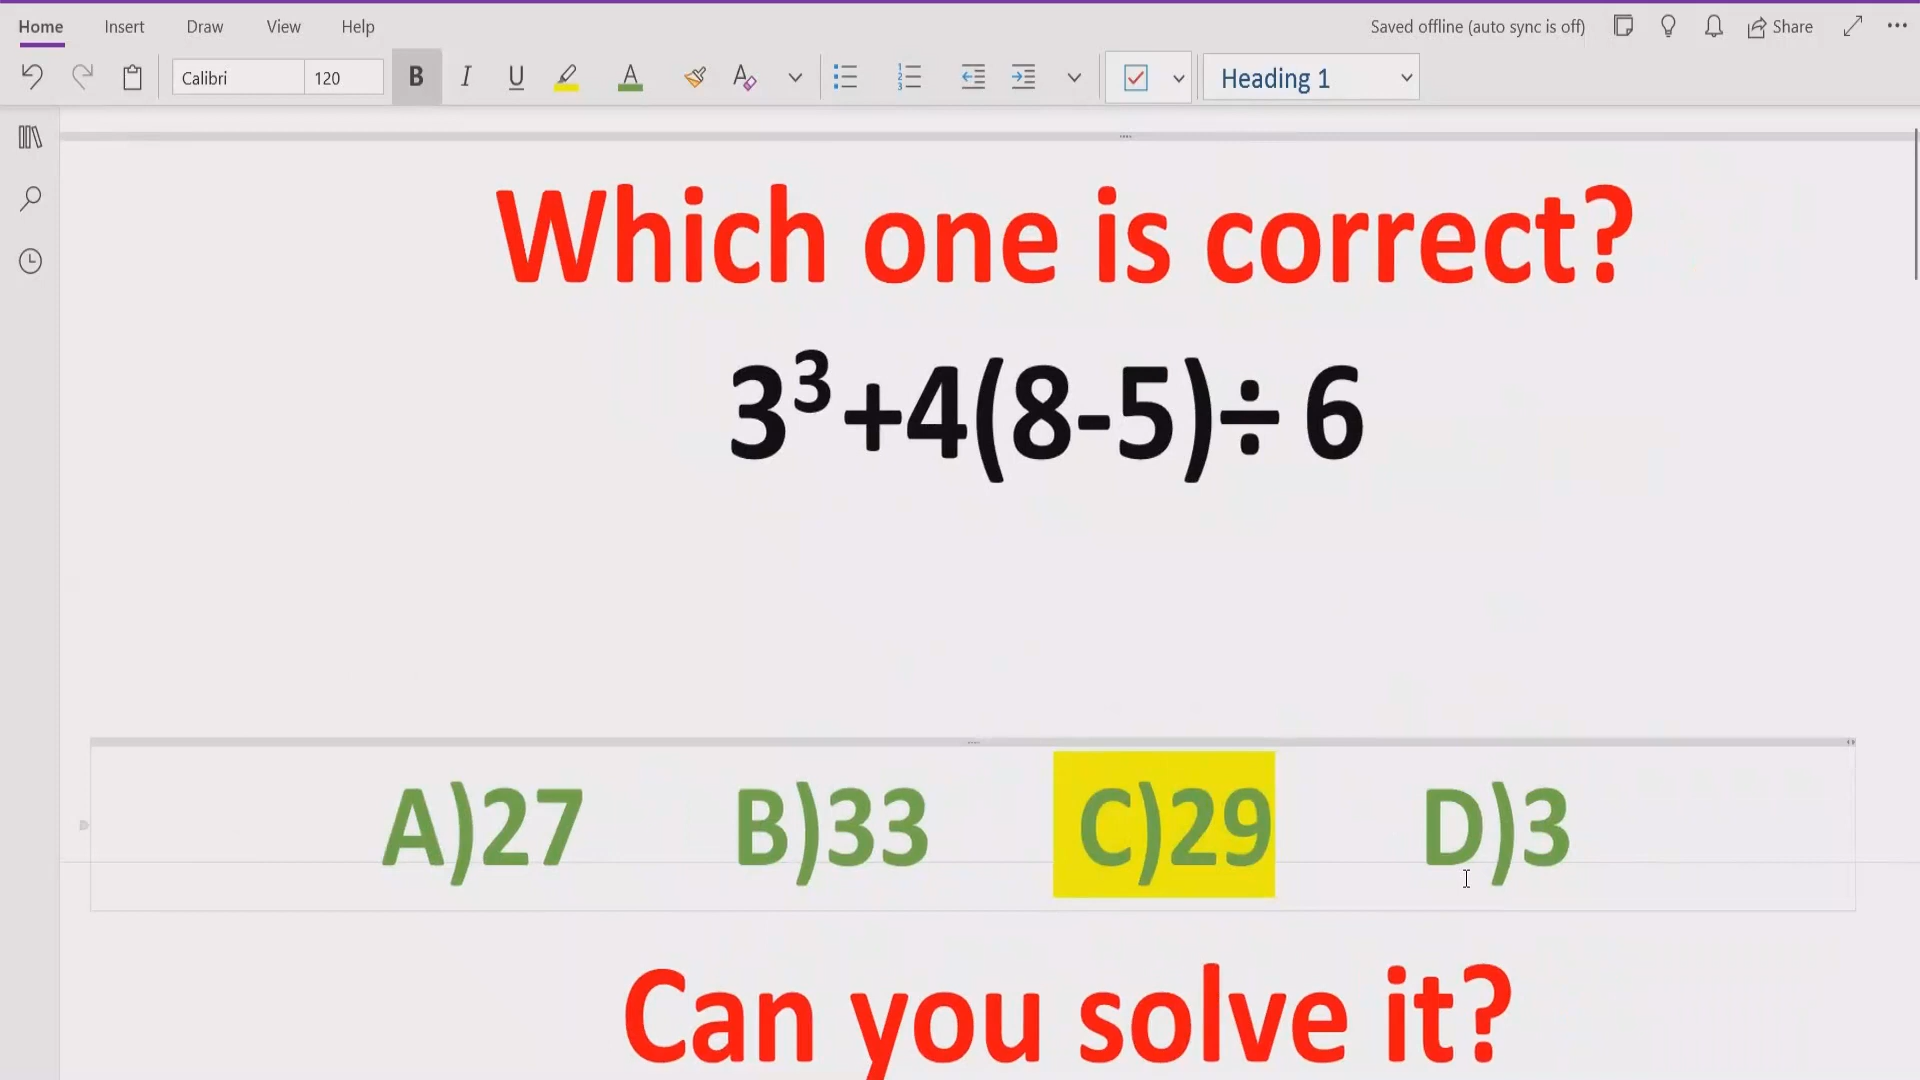 Home Insert Draw View Help Saved offline (auto sync is off) Share
Calibri 120 B I U A A Heading 1
Which one is correct?
3³+4(8-5)÷ 6
A)27 B)33 C)29 D)3
Can you solve it?